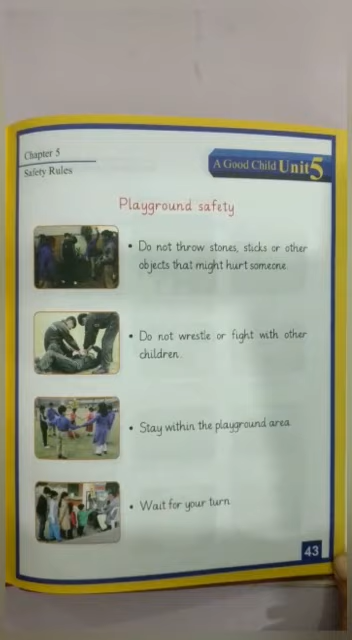 Chapter 5
Safety Rules
A Good Child Unit 5
Playground safety
• Do not throw stones, sticks or other
objects that might hurt someone.
• Do not wrestle or fight with other
children.
• Stay within the playground area
• Wait for your turn
43